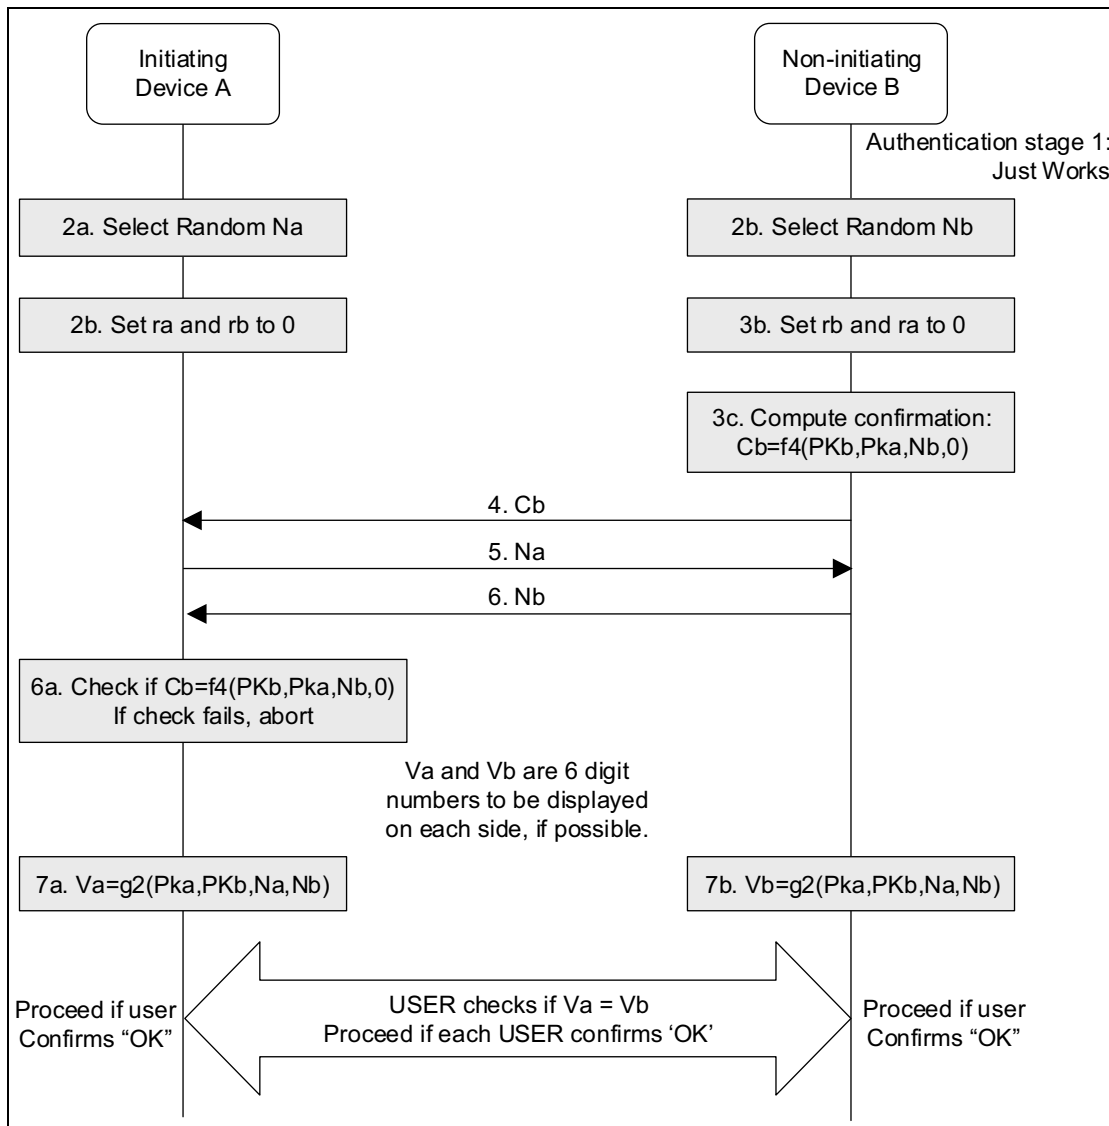 Initiating
Device A
Non-initiating
Device B
Authentication stage 1:
Just Works
2a. Select Random Na
2b. Select Random Nb
2b. Set ra and rb to 0
3b. Set rb and ra to 0
3c. Compute confirmation:
Cb=f4(PKb,Pka,Nb,0)
4. Cb
5. Na
6. Nb
6a. Check if Cb=f4(PKb,Pka,Nb,0)
If check fails, abort
Va and Vb are 6 digit
numbers to be displayed
on each side, if possible.
7a. Va=g2(Pka,PKb,Na,Nb)
7b. Vb=g2(Pka,PKb,Na,Nb)
Proceed if user
Confirms “OK”
USER checks if Va = Vb
Proceed if each USER confirms ‘OK’
Proceed if user
Confirms “OK”